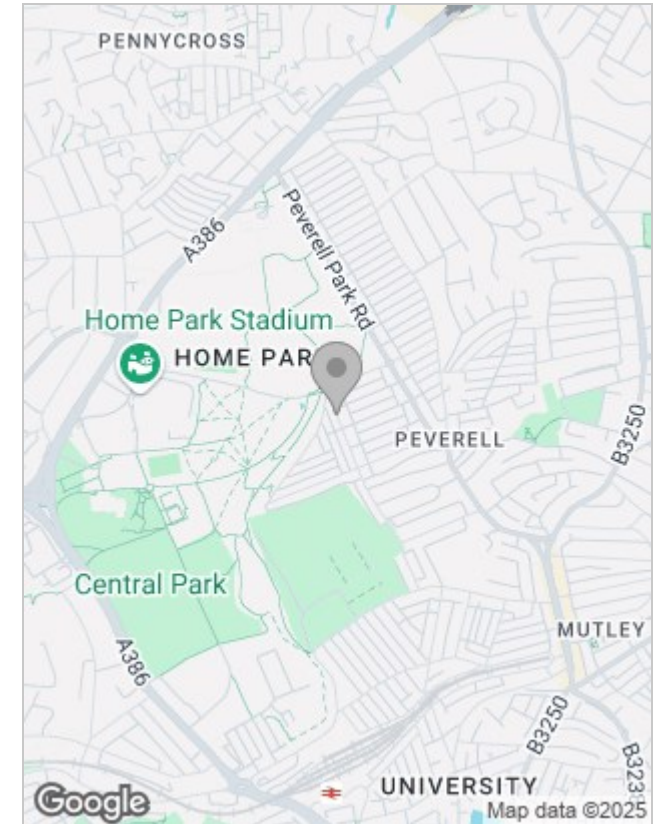 PENNYCROSS
A386
Peverell Park Rd
Home Park Stadium
HOME PAR
PEVERELL
B3250
Central Park
MUTLEY
A386
B3250
B323
UNIVERSITY
Google
Map data ©2025